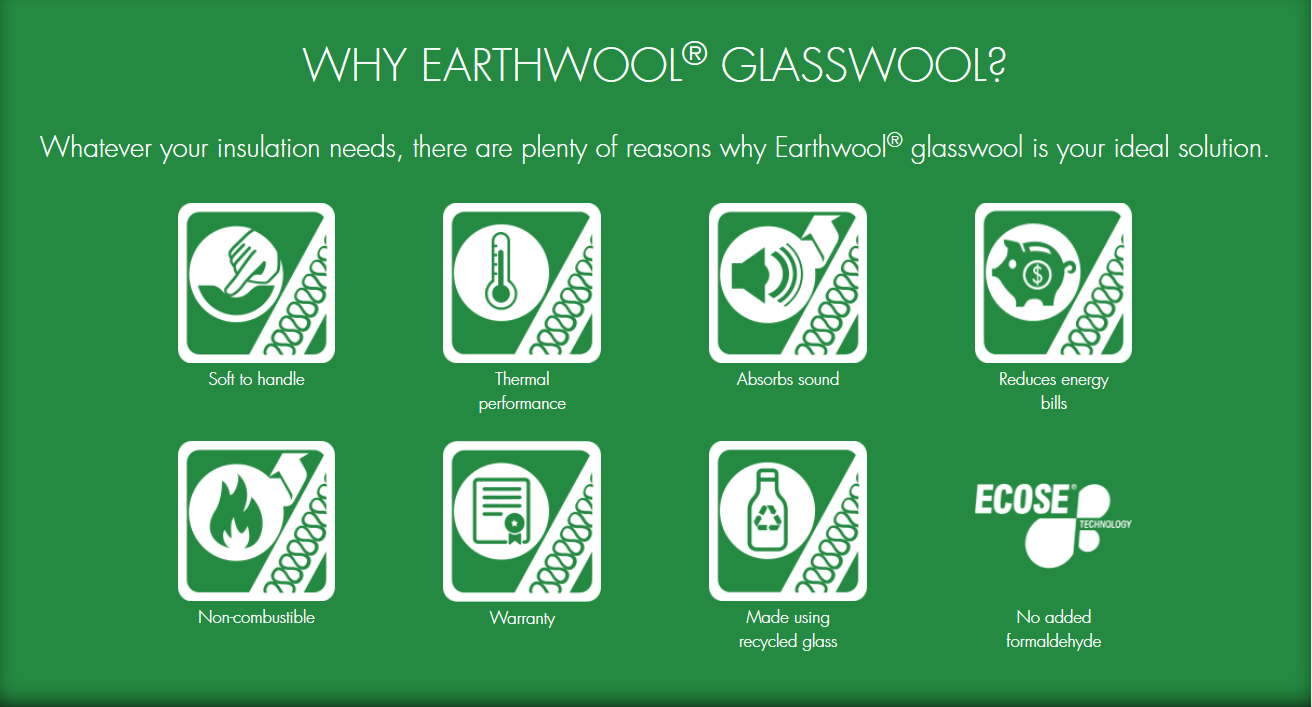 WHY EARTHWOOL® GLASSWOOL?
Whatever your insulation needs, there are plenty of reasons why Earthwool® glasswool is your ideal solution.
Soft to handle
Thermal
performance
Absorbs sound
$
Reduces energy
bills
Non-combustible
Warranty
Made using
recycled glass
ECOSE®
TECHNOLOGY
No added
formaldehyde